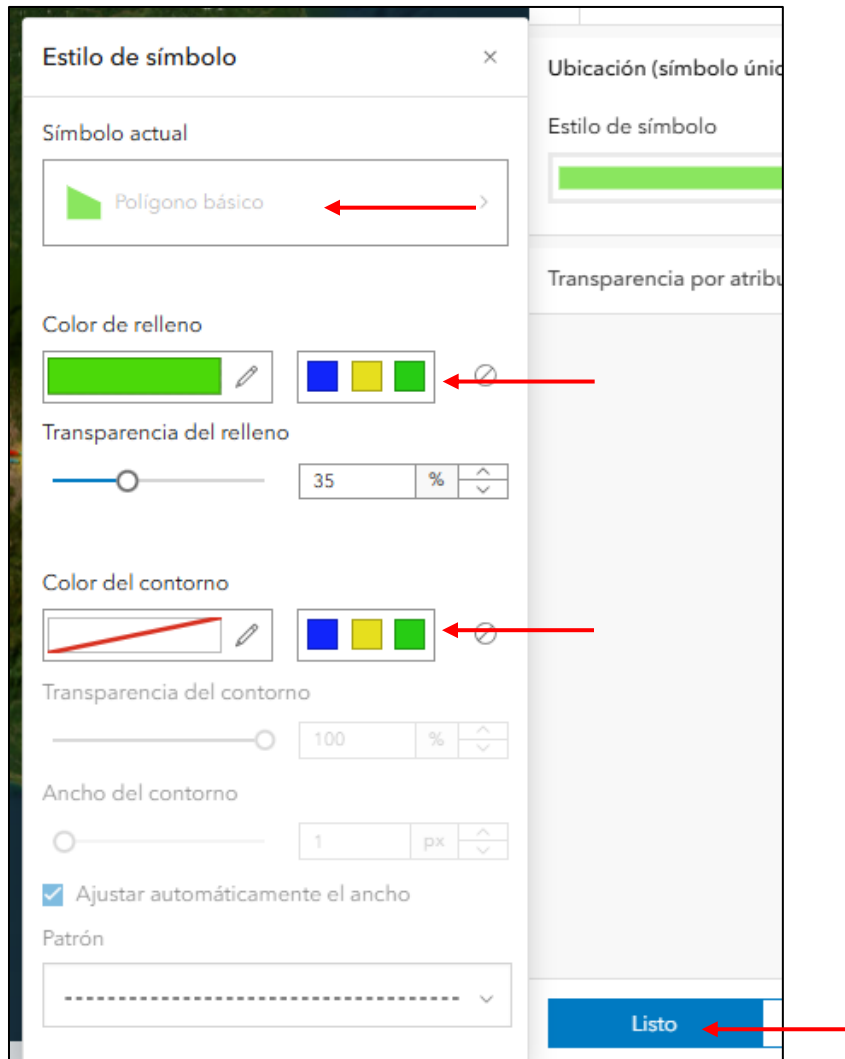 Estilo de símbolo
Símbolo actual
Polígono básico
Color de relleno
Transparencia del relleno
35 %
Color del contorno
Transparencia del contorno
100 %
Ancho del contorno
1 px
Ajustar automáticamente el ancho
Patrón
Ubicación (símbolo únic
Estilo de símbolo
Transparencia por atribu
Listo